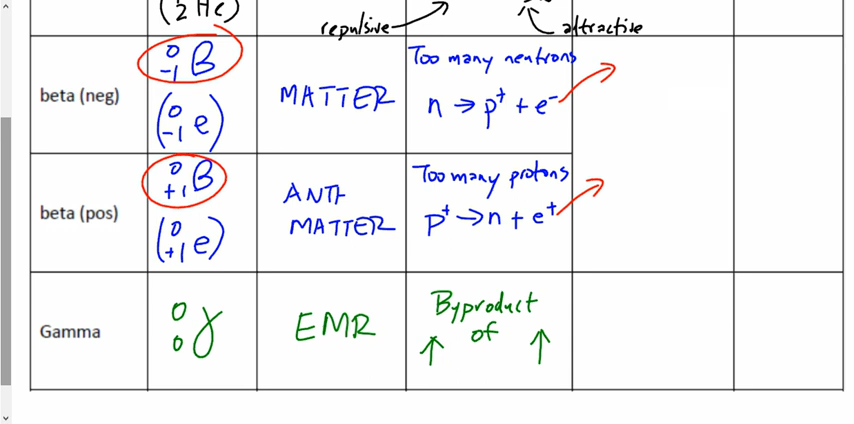 (2 He)
repulsive
attractive
beta (neg)
0
-1 B
(0
-1 e)
MATTER
Too many neutrons
n → p+ + e-
beta (pos)
0
+1 B
(0
+1 e)
ANTI
MATTER
Too many protons
p+ → n + e+
Gamma
0
0 γ
EMR
Byproduct
of